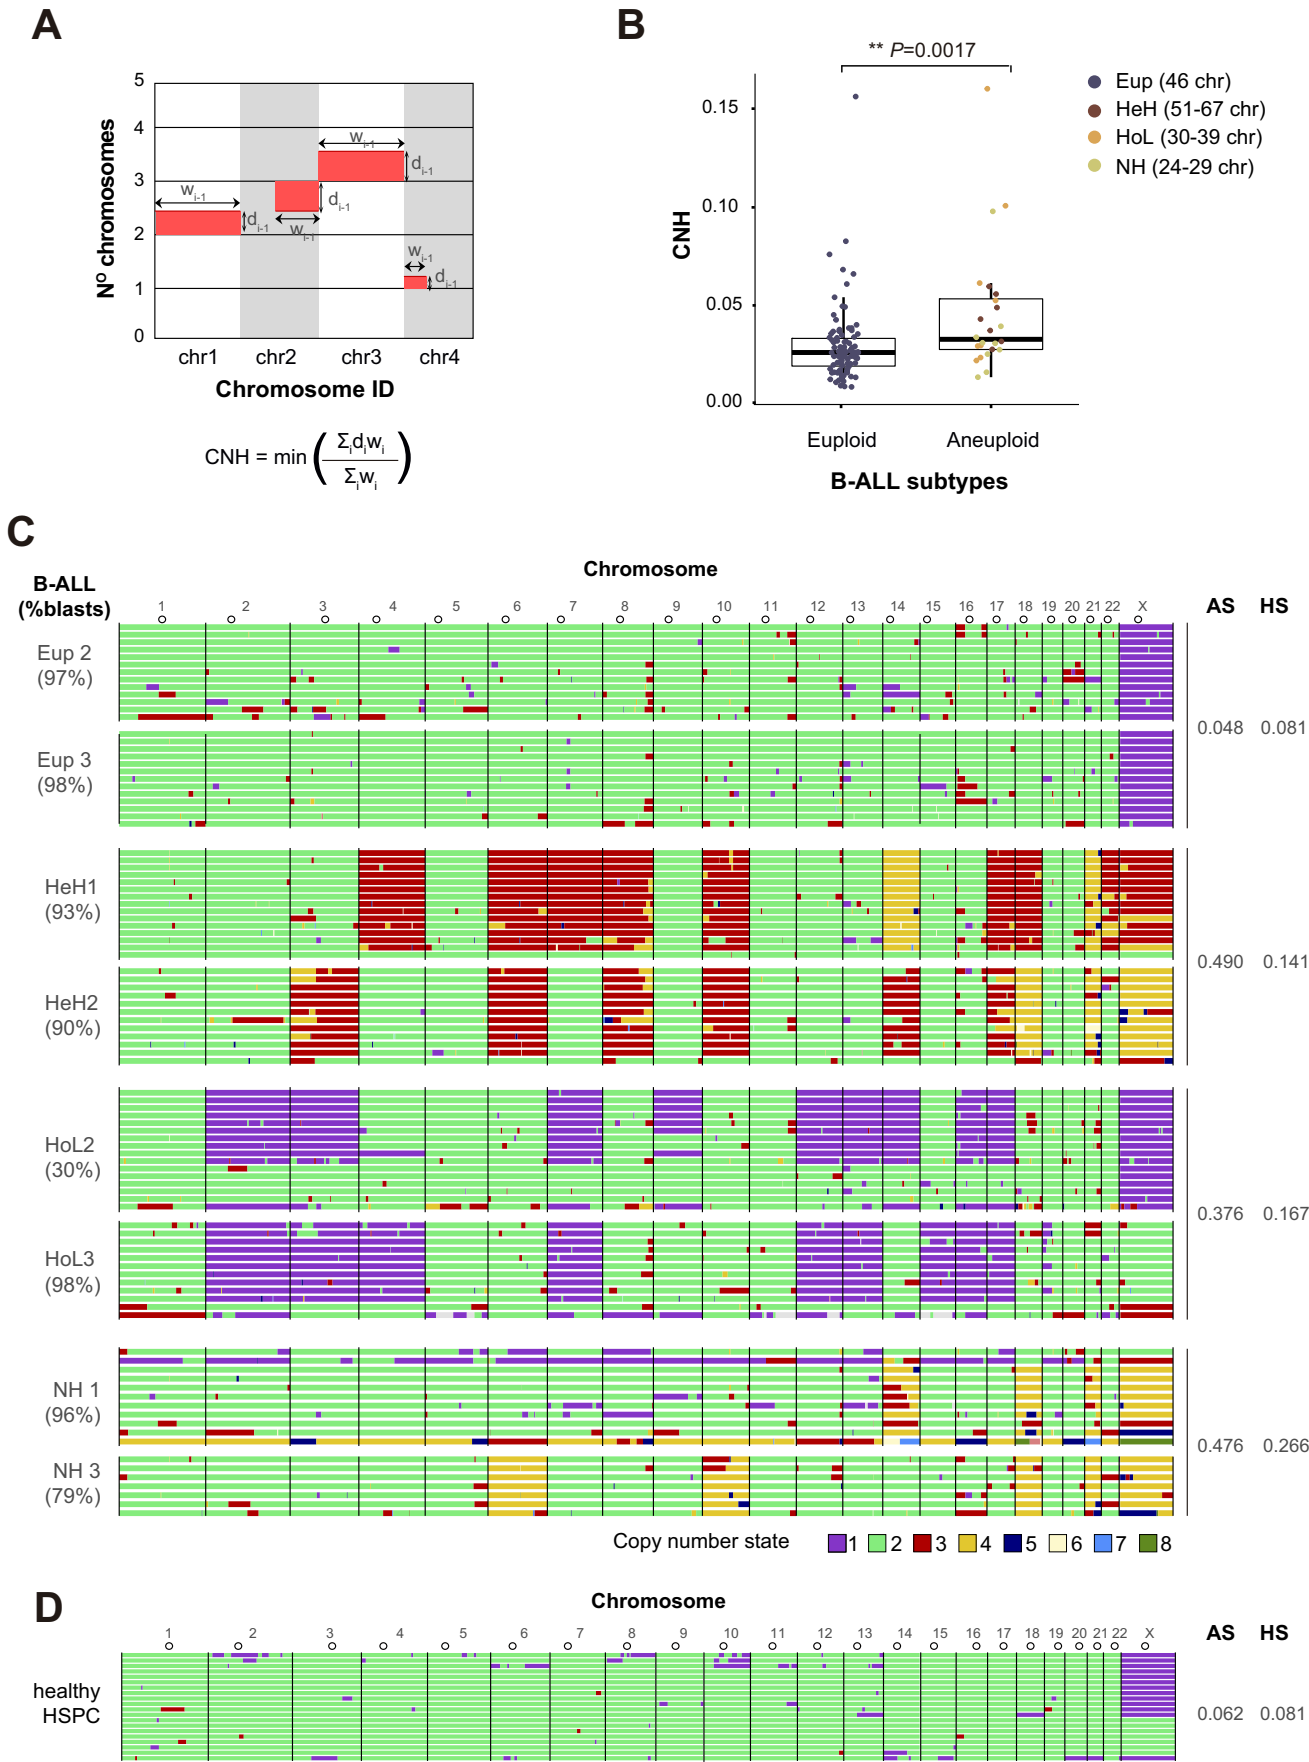 A
Nº chromosomes
5
4
3
2
1
0
w i-1
d i-1
w i-1
d i-1
w i-1
d i-1
w i-1
d i-1
chr1 chr2 chr3 chr4
Chromosome ID
CNH = min ( Σidiwi / Σiwi )
B
** P=0.0017
CNH
0.15
0.10
0.05
0.00
Euploid Aneuploid
B-ALL subtypes
Eup (46 chr)
HeH (51-67 chr)
HoL (30-39 chr)
NH (24-29 chr)
C
Chromosome
B-ALL
(%blasts)
1 2 3 4 5 6 7 8 9 10 11 12 13 14 15 16 17 18 19 20 21 22 X
AS HS
Eup 2
(97%)
Eup 3
(98%)
0.048 0.081
HeH1
(93%)
HeH2
(90%)
0.490 0.141
HoL2
(30%)
HoL3
(98%)
0.376 0.167
NH 1
(96%)
NH 3
(79%)
0.476 0.266
Copy number state 1 2 3 4 5 6 7 8
D
Chromosome
1 2 3 4 5 6 7 8 9 10 11 12 13 14 15 16 17 18 19 20 21 22 X
AS HS
healthy
HSPC
0.062 0.081